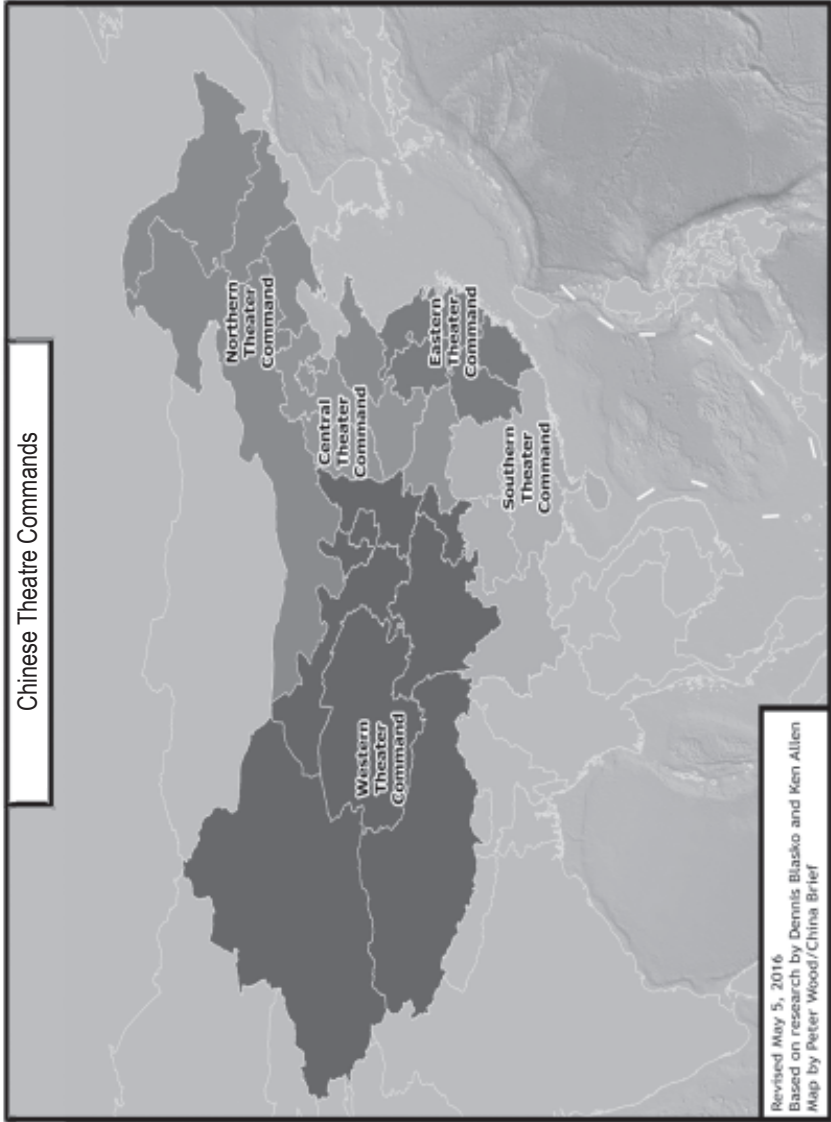 Chinese Theatre Commands
Northern
Theater
Command
Central
Theater
Command
Eastern
Theater
Command
Western
Theater
Command
Southern
Theater
Command
Revised May 5, 2016
Based on research by Dennis Blasko and Ken Allen
Map by Peter Wood/China Brief